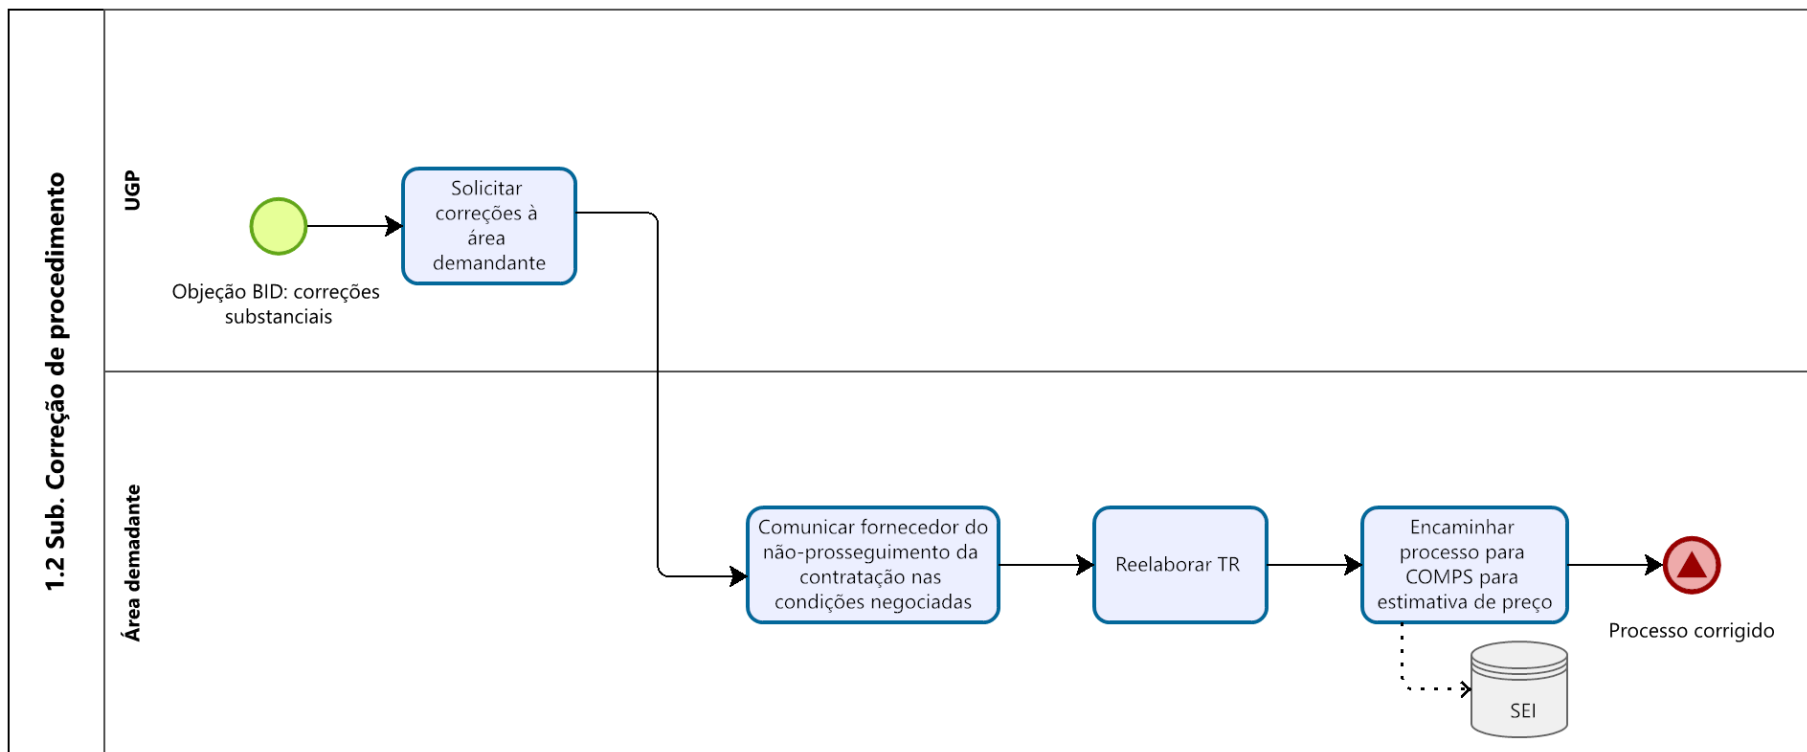 1.2 Sub. Correção de procedimento
UGP
Solicitar
correções à
área
demandante
Objeção BID: correções
substanciais
Área demadante
Comunicar fornecedor do
não-prosseguimento da
contratação nas
condições negociadas
Reelaborar TR
Encaminhar
processo para
COMPS para
estimativa de preço
Processo corrigido
SEI